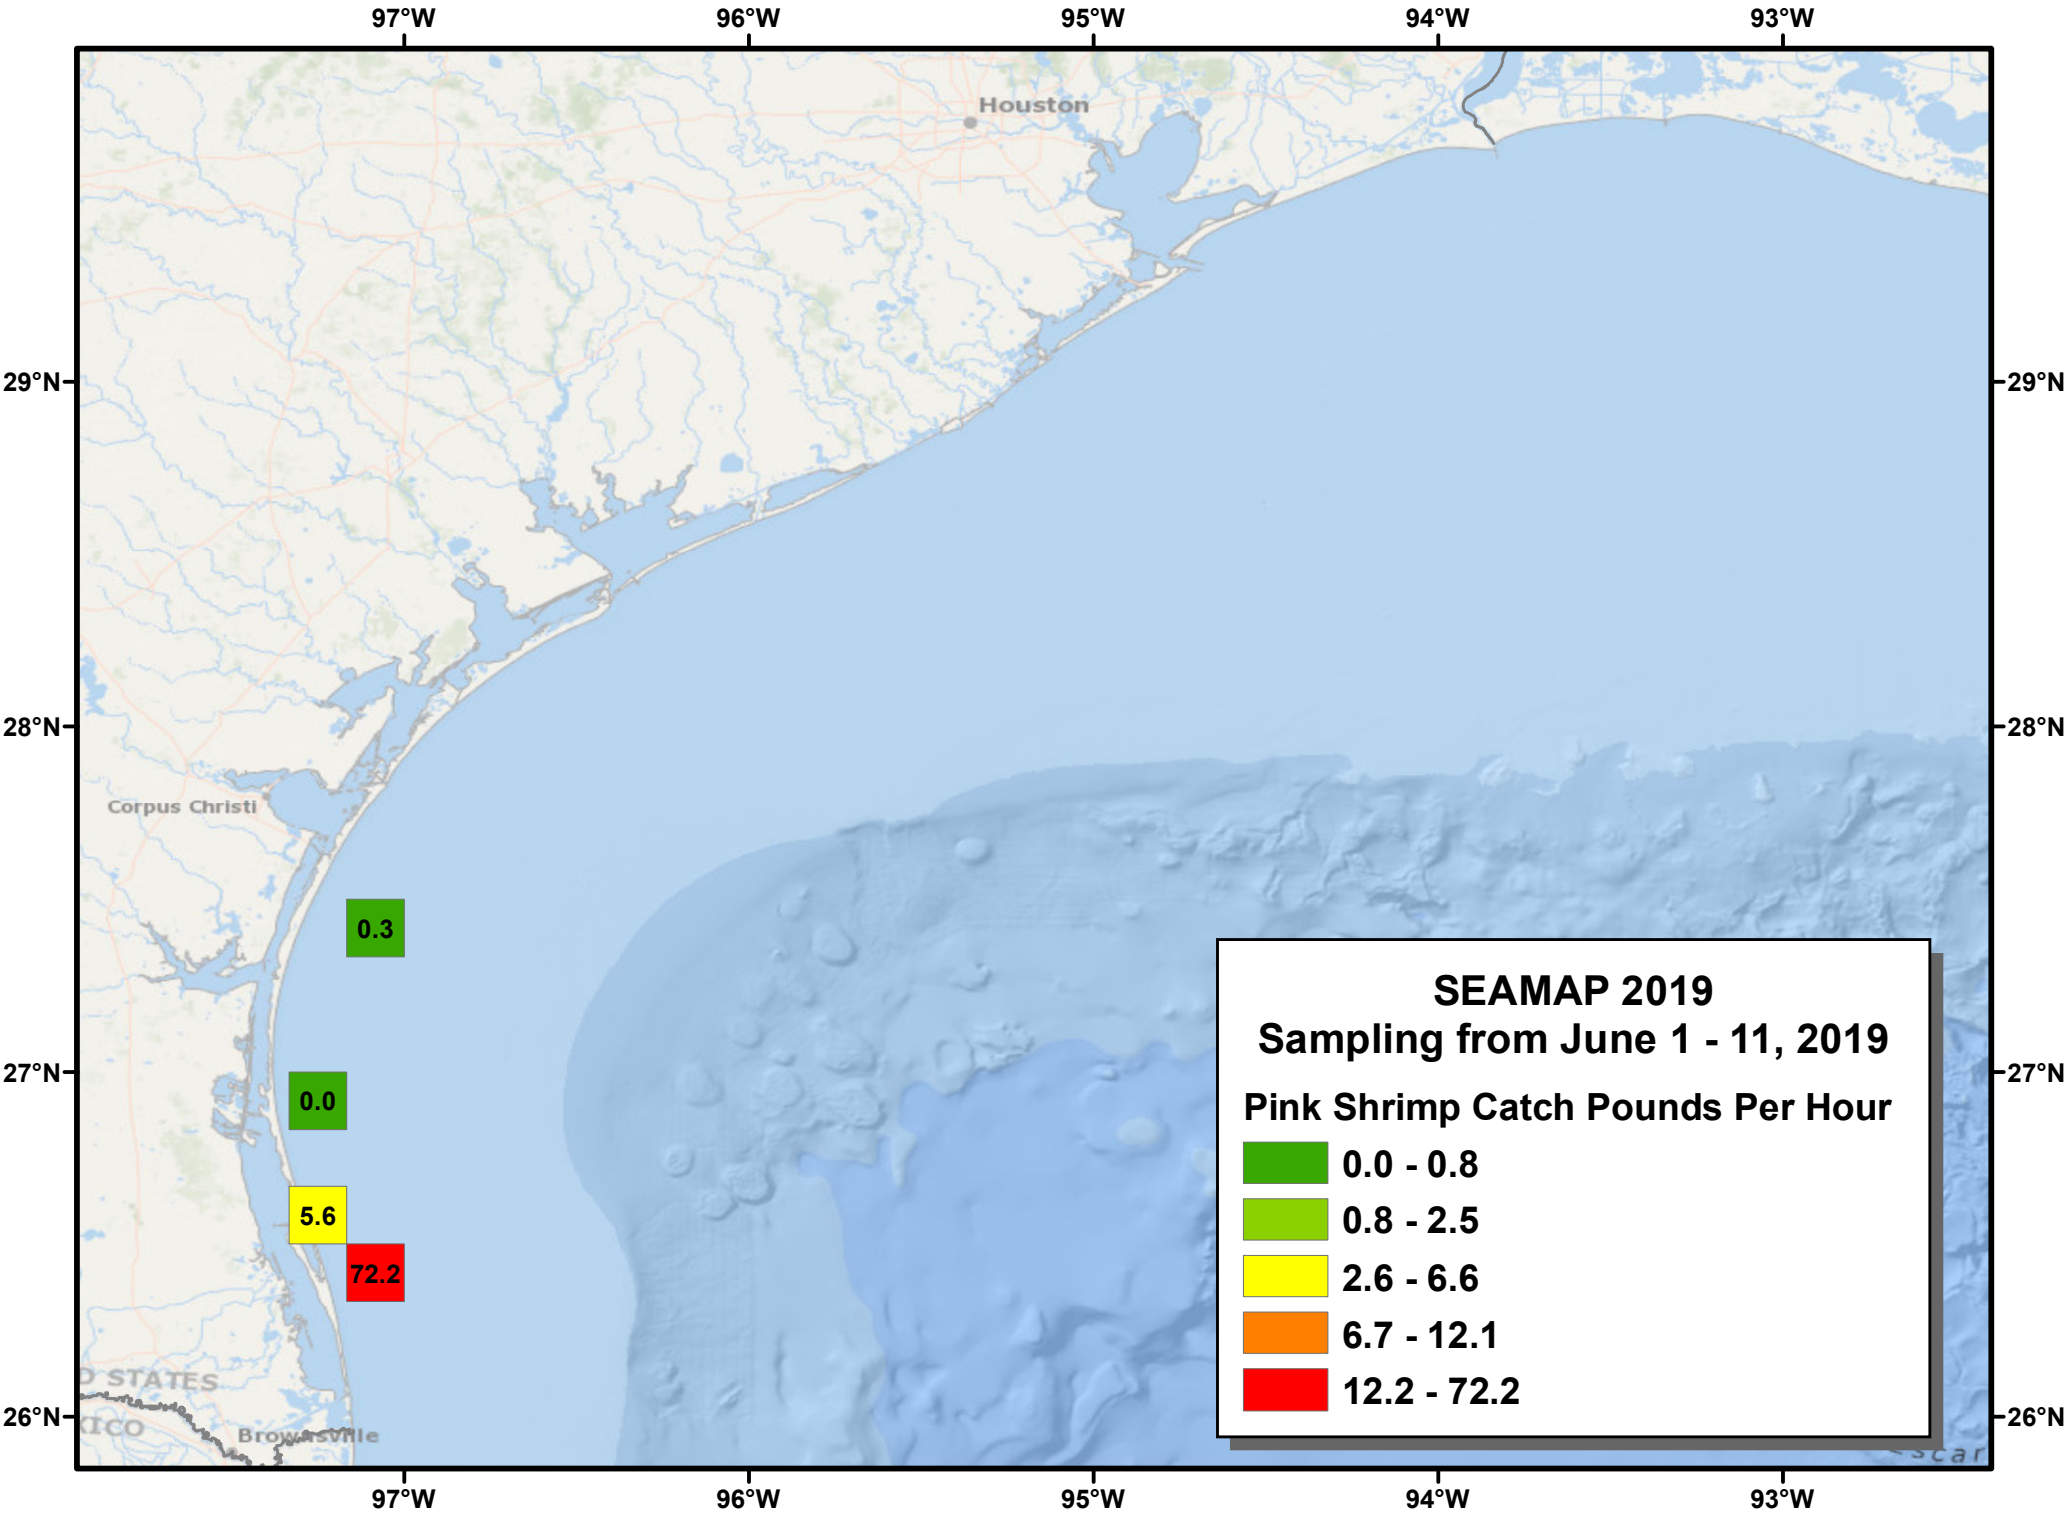 97°W 96°W 95°W 94°W 93°W
Houston
29°N 29°N
28°N 28°N
Corpus Christi
0.3
SEAMAP 2019
Sampling from June 1 - 11, 2019
27°N 27°N
0.0
Pink Shrimp Catch Pounds Per Hour
0.0 - 0.8
5.6
0.8 - 2.5
72.2
2.6 - 6.6
6.7 - 12.1
D STATES
12.2 - 72.2
26°N 26°N
XICO
Brownsville
Escar
97°W 96°W 95°W 94°W 93°W